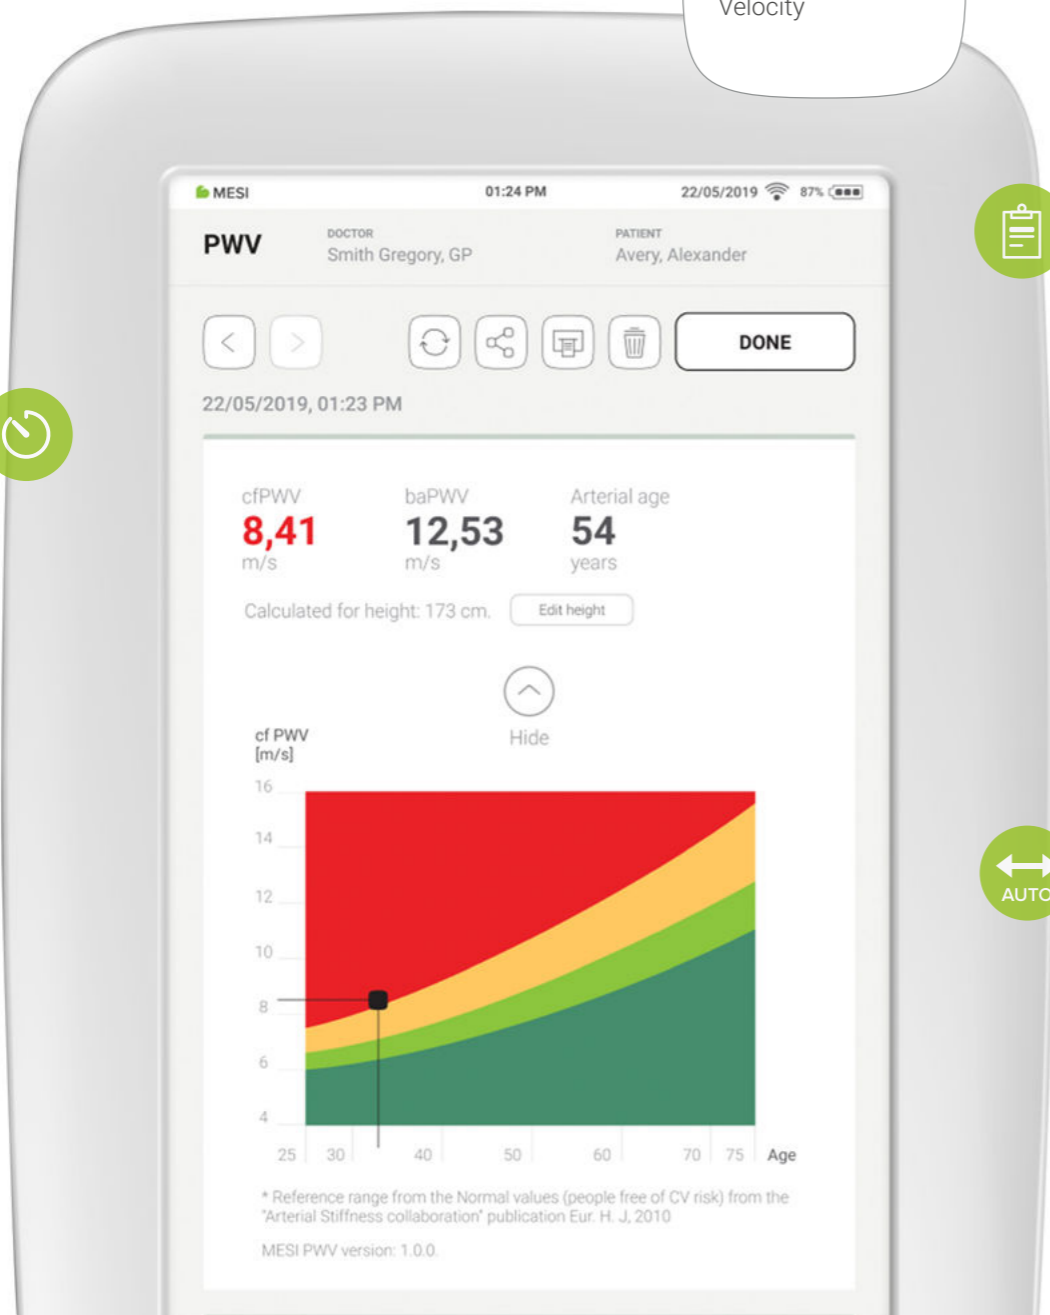 Velocity
MESI 01:24 PM 22/05/2019 87%
PWV DOCTOR PATIENT
Smith Gregory, GP Avery, Alexander
DONE
22/05/2019, 01:23 PM
cfPWV baPWV Arterial age
8,41 12,53 54
m/s m/s years
Calculated for height: 173 cm. Edit height
Hide
cf PWV
[m/s]
16
14
12
10
8
6
4
25 30 40 50 60 70 75 Age
* Reference range from the Normal values (people free of CV risk) from the
"Arterial Stiffness collaboration" publication Eur. H. J, 2010
MESI PWV version: 1.0.0.
AUTO